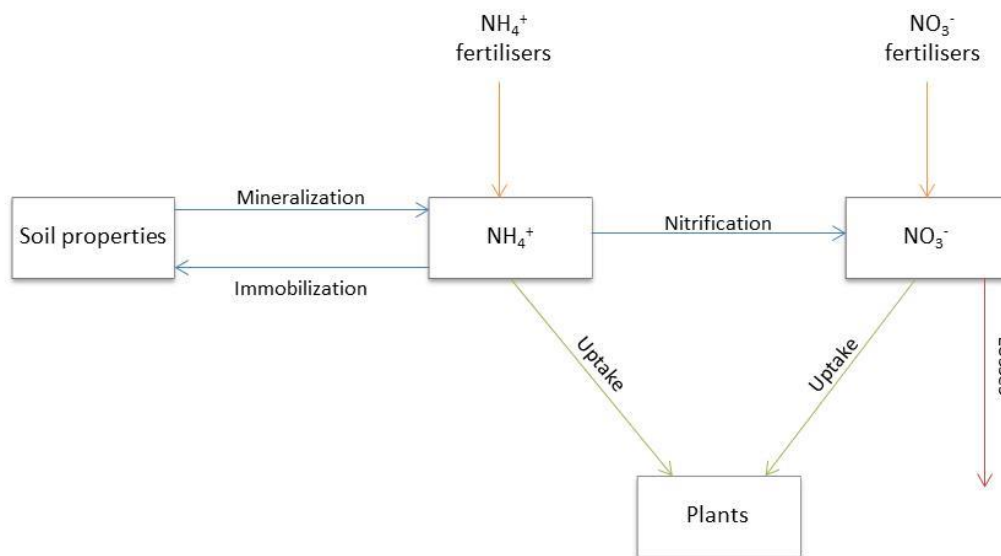 NH₄⁺
fertilisers
NO₃⁻
fertilisers
Mineralization
Soil properties
NH₄⁺
Nitrification
NO₃⁻
Immobilization
Uptake
Uptake
Plants